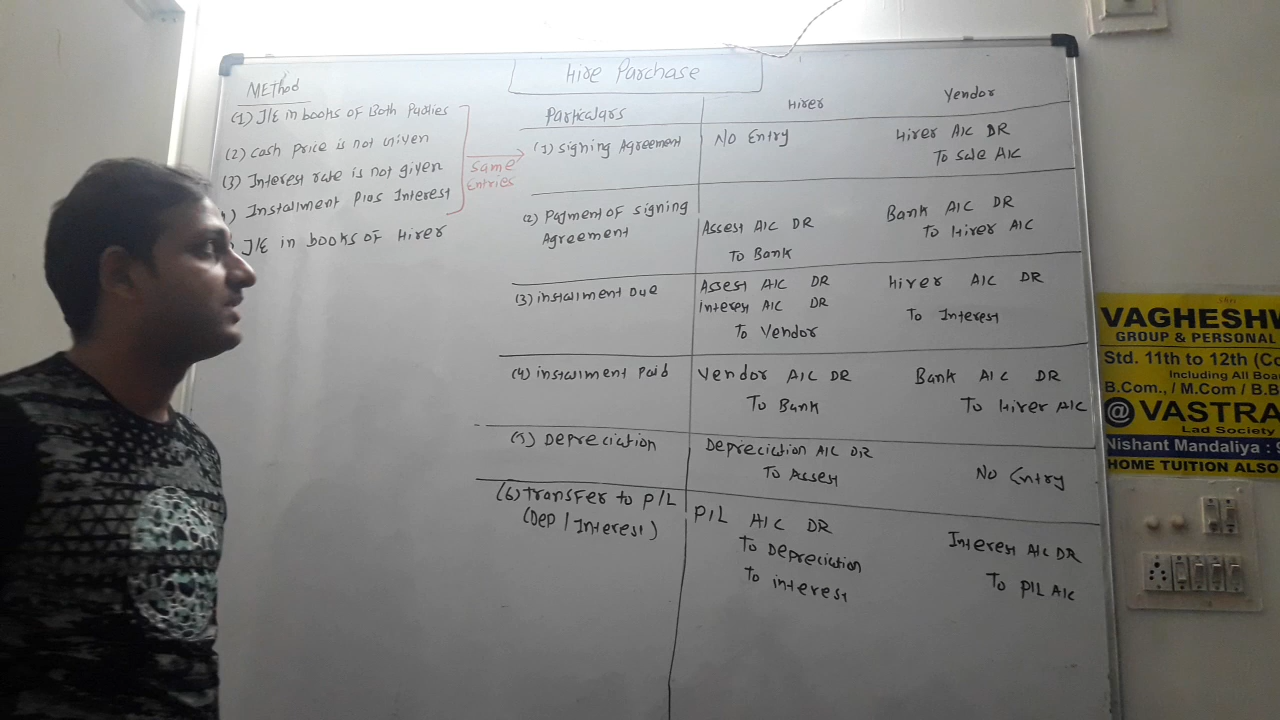 Hire Purchase
METhod
(1) J/E in books of Both Parties
(2) Cash Price is not Given
(3) Interest rate is not given
) Instalment Plas Interest
J/E in books of Hirer
Same
Entries
Particulars Hirer Vendor
(1) Signing Agreement No Entry Hirer A/C DR
To Sale A/C
(2) Payment of Signing
Agreement
Assest A/C DR
To Bank
Bank A/C DR
To Hirer A/C
(3) instalment Due
Assest A/C DR
interest A/C DR
To Vendor
Hirer A/C DR
To Interest
(4) instalment Paid
Vendor A/C DR
To Bank
Bank A/C DR
To Hirer A/C
(5) Depreciation
Depreciation A/C DR
To Assest
No Entry
(6) transfer to P/L
(Dep / Interest)
P/L A/C DR
To Depreciation
To interest
Interest A/C DR
To P/L A/C
Shri
VAGHESHW
GROUP & PERSONAL
Std. 11th to 12th (Co
Including All Boa
B.Com., / M.Com / B.B
@ VASTRA
Lad Society
Nishant Mandaliya : 9
HOME TUITION ALSO